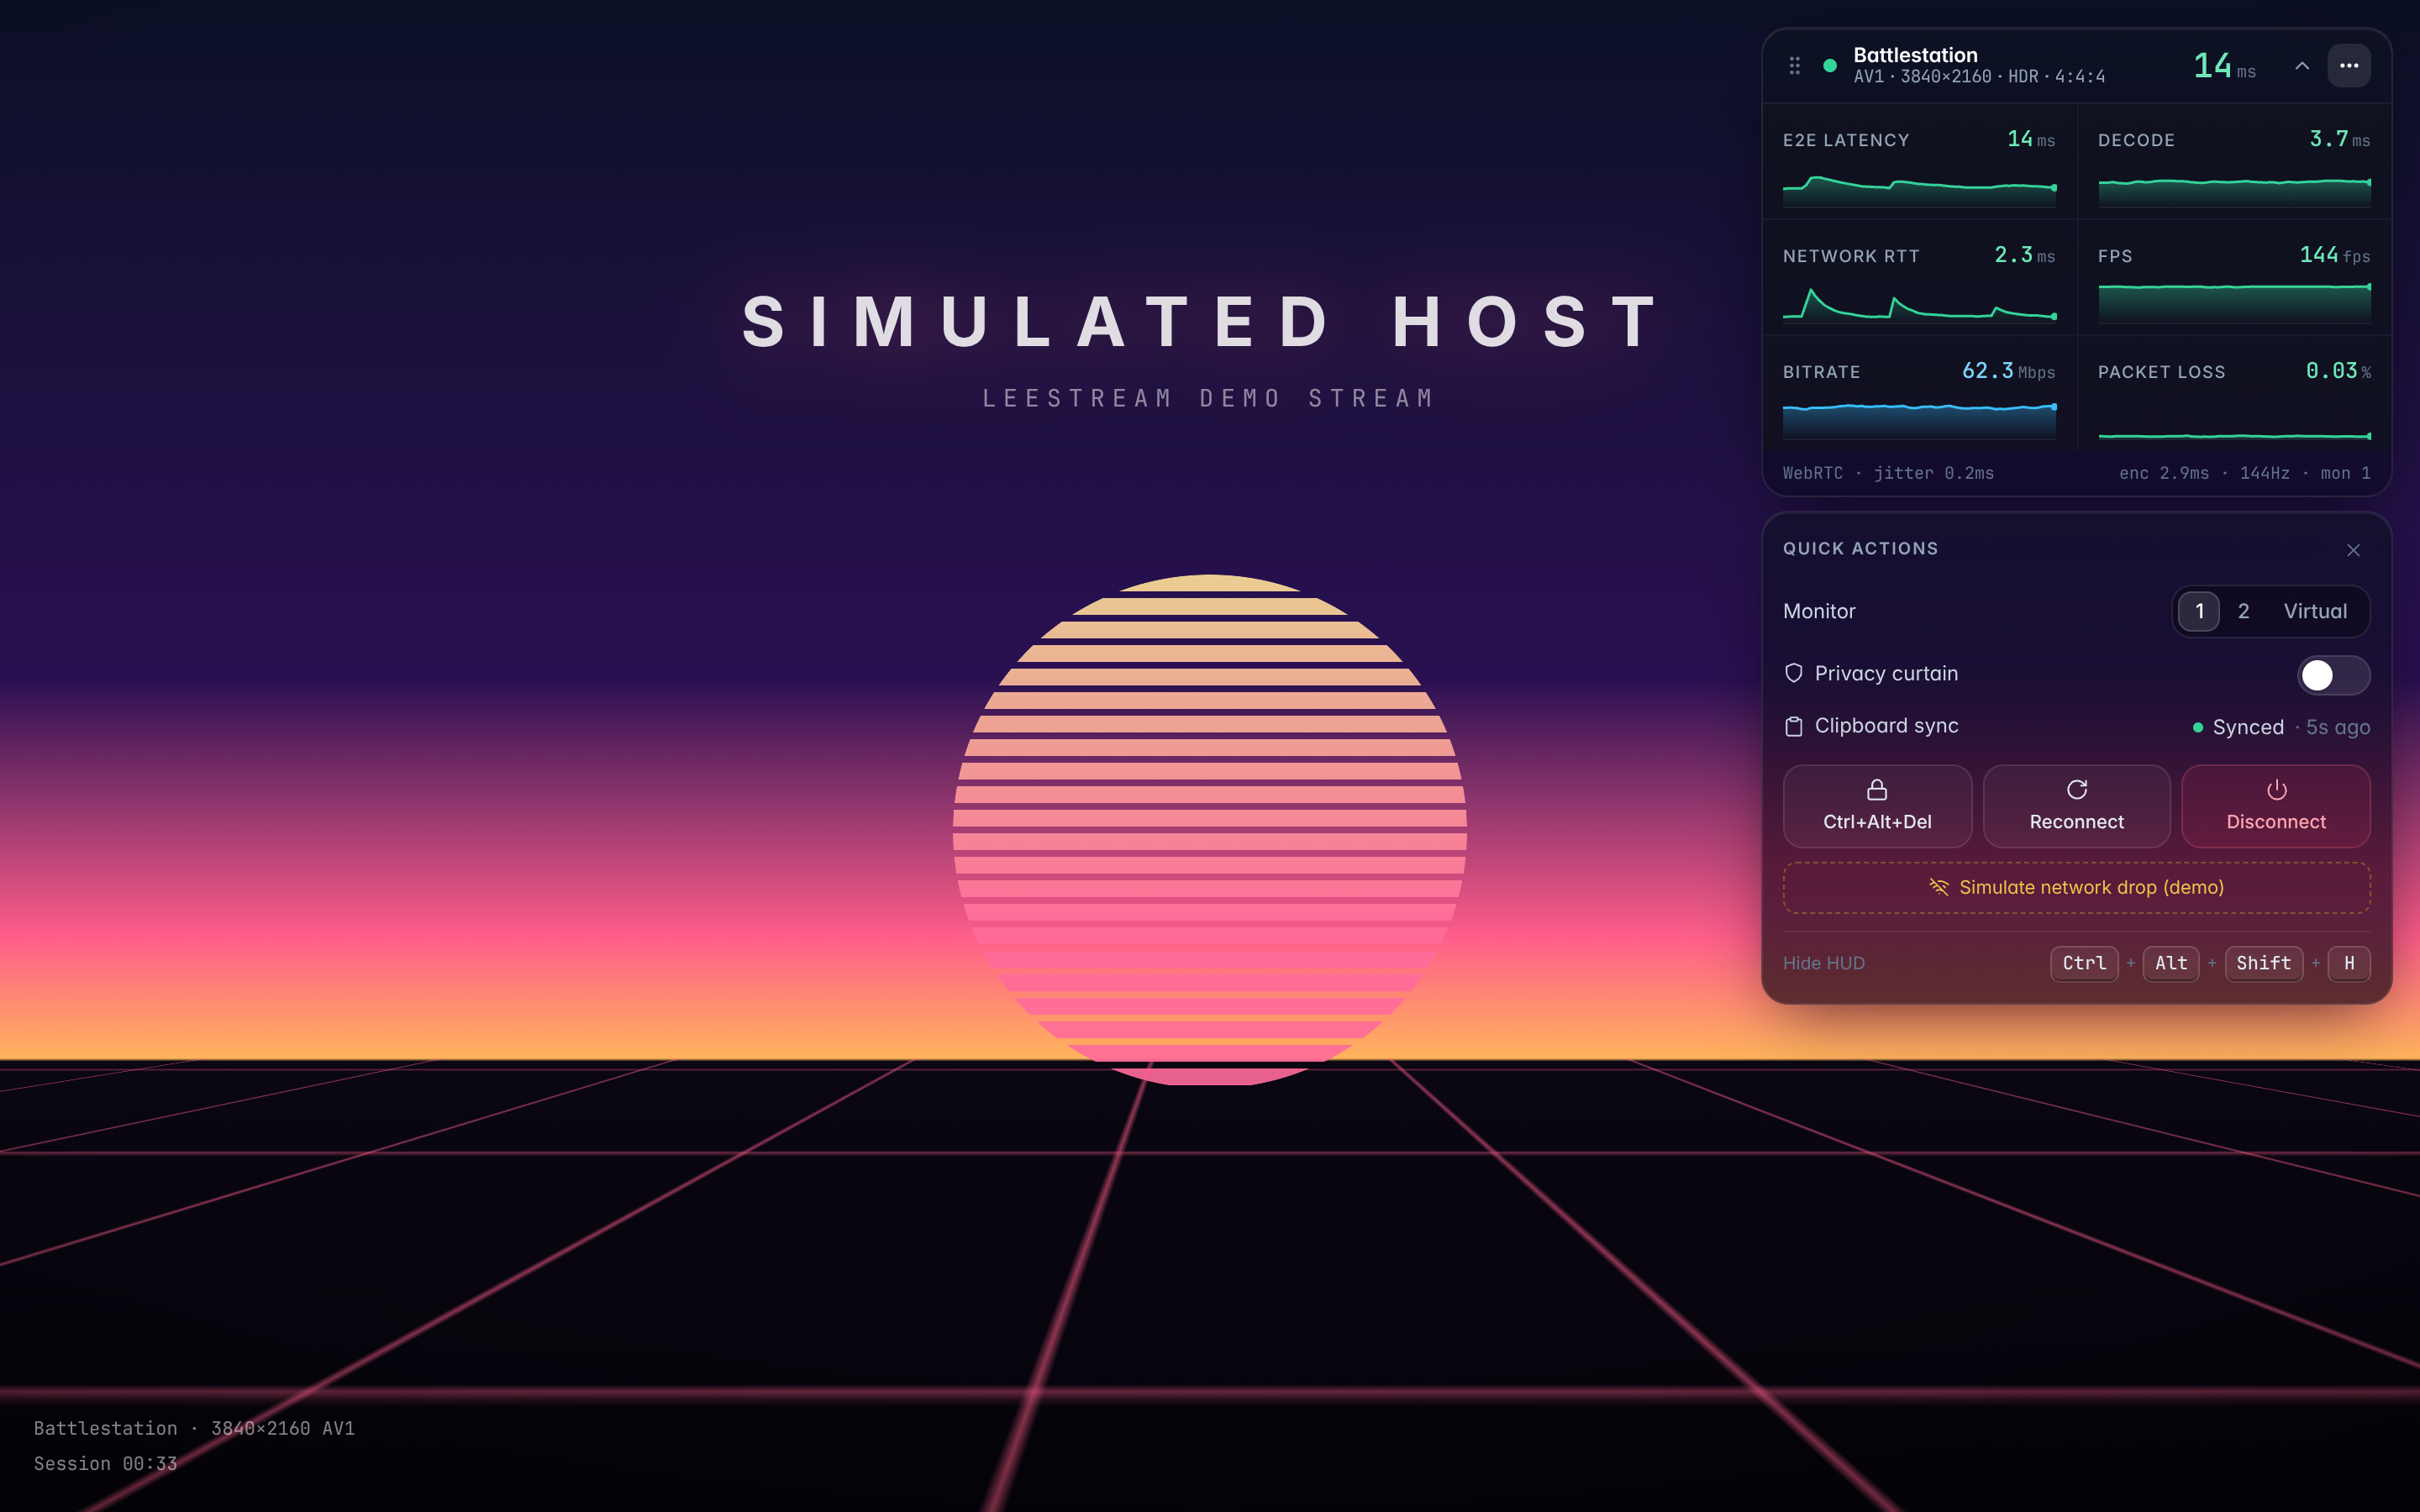 Battlestation
AV1 · 3840×2160 · HDR · 4:4:4
14 ms
E2E LATENCY 14 ms
DECODE 3.7 ms
NETWORK RTT 2.3 ms
FPS 144 fps
BITRATE 62.3 Mbps
PACKET LOSS 0.03 %
WebRTC · jitter 0.2ms
enc 2.9ms · 144Hz · mon 1
SIMULATED HOST
LEESTREAM DEMO STREAM
QUICK ACTIONS
Monitor 1 2 Virtual
Privacy curtain
Clipboard sync Synced · 5s ago
Ctrl+Alt+Del Reconnect Disconnect
Simulate network drop (demo)
Hide HUD Ctrl + Alt + Shift + H
Battlestation · 3840×2160 AV1
Session 00:33